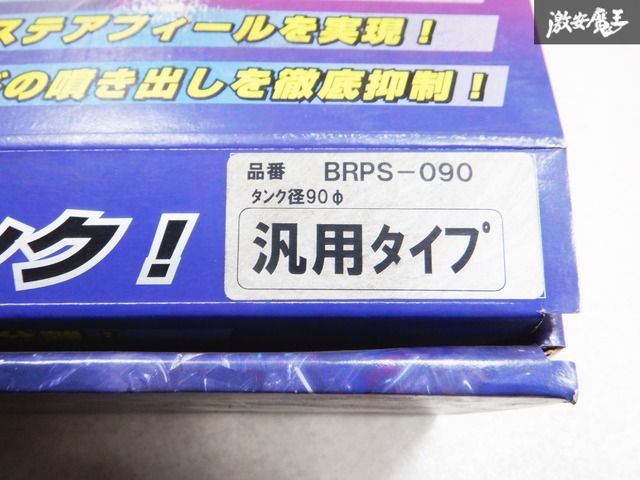 激安魔王
ステアフィールを実現!
の噴き出しを徹底抑制!
品番 BRPS-090
タンク径90φ
汎用タイプ
ンク!